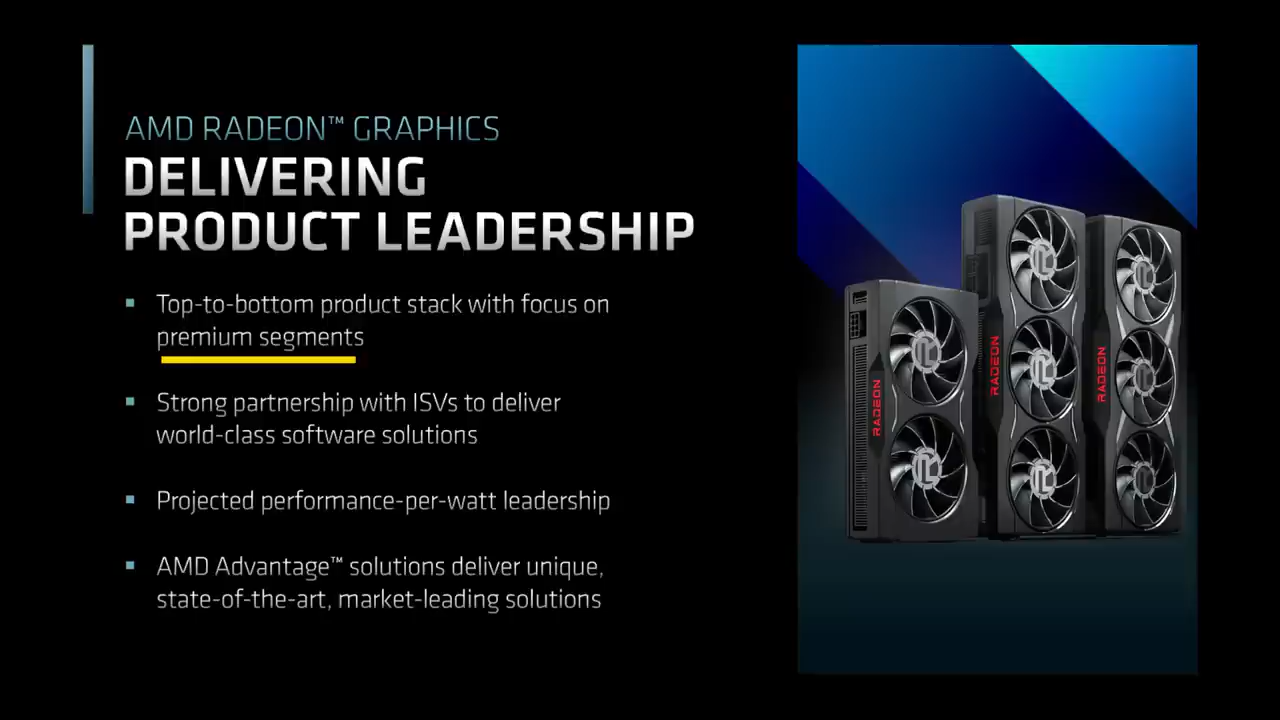 AMD RADEON™ GRAPHICS
DELIVERING
PRODUCT LEADERSHIP
Top-to-bottom product stack with focus on
premium segments
Strong partnership with ISVs to deliver
world-class software solutions
Projected performance-per-watt leadership
AMD Advantage™ solutions deliver unique,
state-of-the-art, market-leading solutions
RADEON
RADEON
RADEON